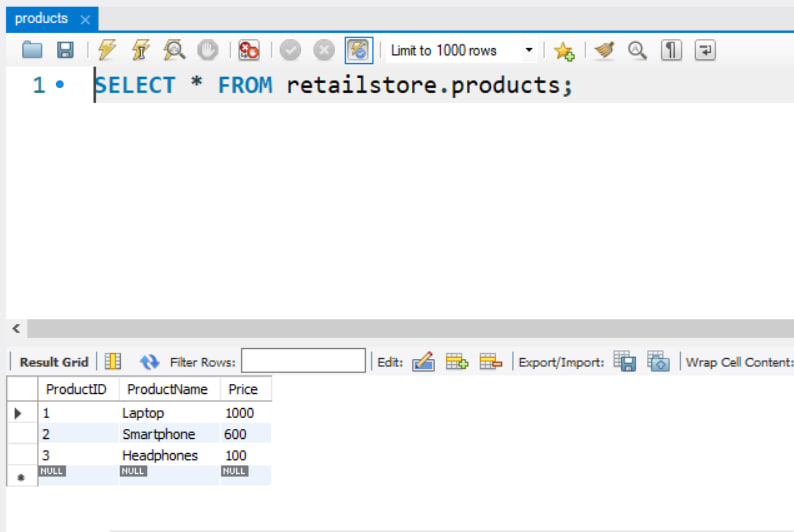 products
Limit to 1000 rows
1 SELECT * FROM retailstore.products;
Result Grid Filter Rows: Edit: Export/Import: Wrap Cell Content:
ProductID ProductName Price
1 Laptop 1000
2 Smartphone 600
3 Headphones 100
NULL NULL NULL